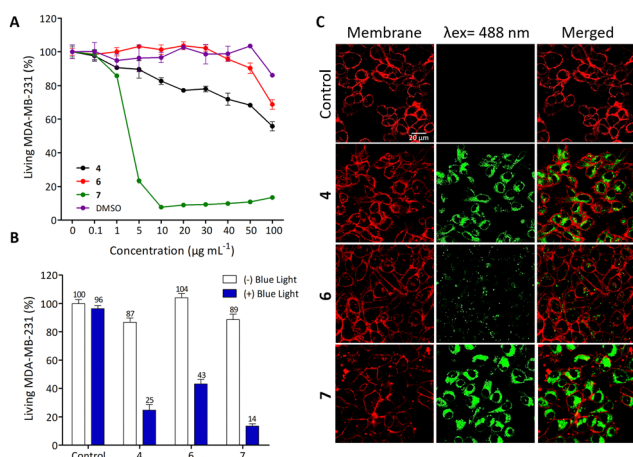 A
Living MDA-MB-231 (%)
120
100
80
60
40
20
0
4
6
7
DMSO
0 0.1 1 5 10 20 30 40 50 100
Concentration (µg mL-1)
B
Living MDA-MB-231 (%)
120
100
80
60
40
20
0
(-) Blue Light
(+) Blue Light
100 96 87 25 104 43 89 14
Control 4 6 7
C
Membrane λex= 488 nm Merged
Control
20 µm
4
6
7